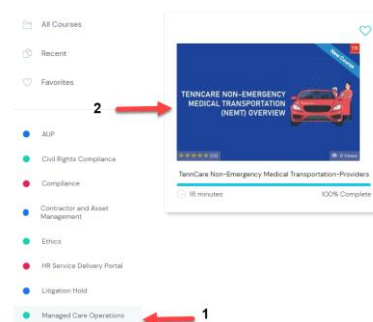 All Courses
Recent
Favorites
2
New Course
TENNCARE NON-EMERGENCY
MEDICAL TRANSPORTATION
(NEMT) OVERVIEW
TennCare Non-Emergency Medical Transportation-Providers
18 minutes
100% Complete
AUP
Civil Rights Compliance
Compliance
Contractor and Asset
Management
Ethics
HR Service Delivery Portal
Litigation Hold
Managed Care Operations
1